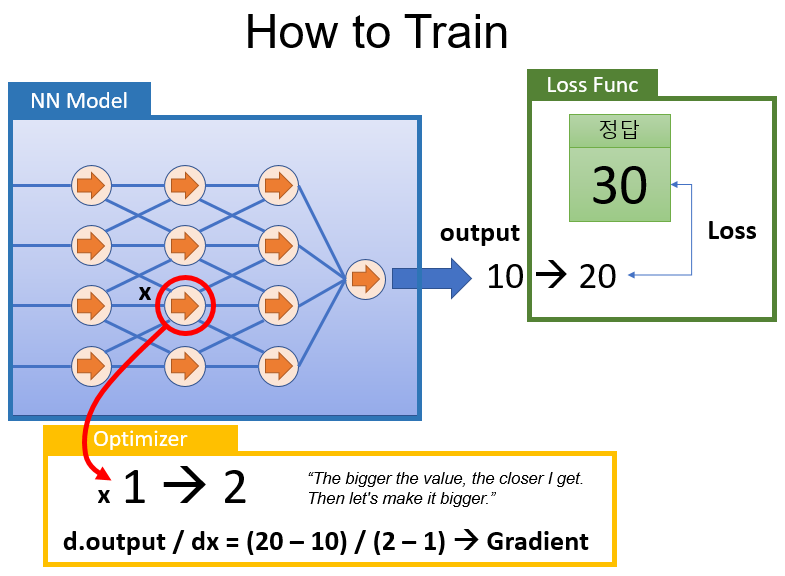 How to Train
NN Model
Loss Func
정답
30
Loss
output
10 → 20
x
Optimizer
x 1 → 2
“The bigger the value, the closer I get.
Then let's make it bigger.”
d.output / dx = (20 – 10) / (2 – 1) → Gradient